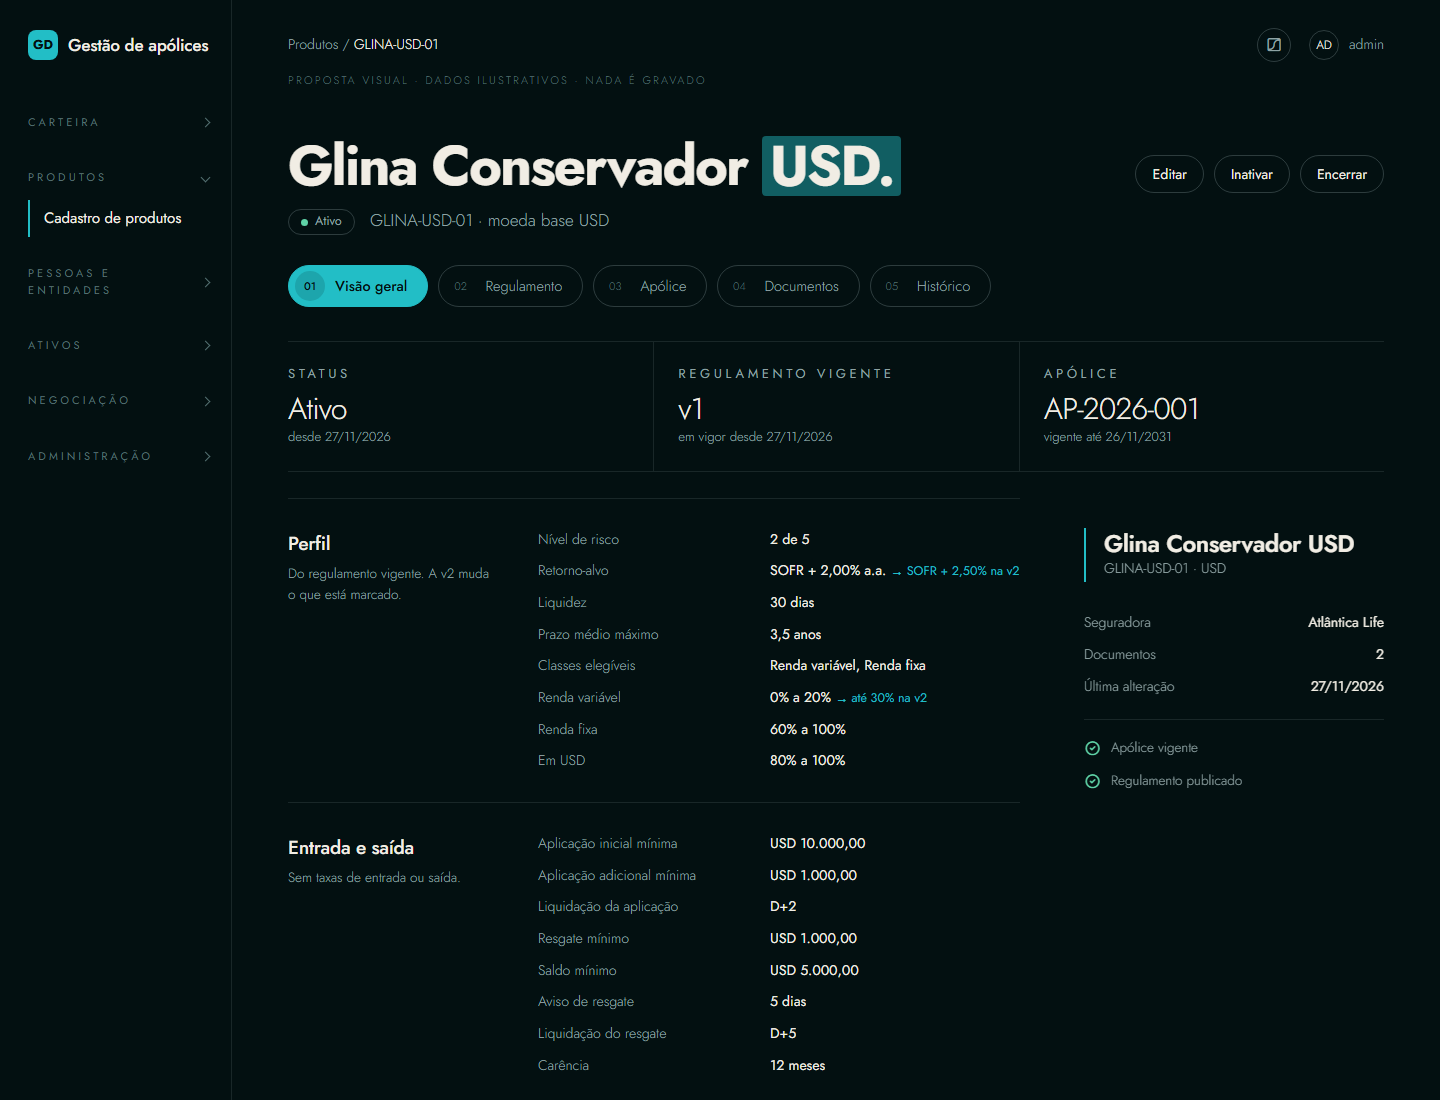 GD Gestão de apólices
Produtos / GLINA-USD-01
AD admin
PROPOSTA VISUAL · DADOS ILUSTRATIVOS · NADA É GRAVADO
CARTEIRA
PRODUTOS
Cadastro de produtos
PESSOAS E
ENTIDADES
ATIVOS
NEGOCIAÇÃO
ADMINISTRAÇÃO
Glina Conservador USD.
Editar Inativar Encerrar
Ativo GLINA-USD-01 · moeda base USD
01 Visão geral 02 Regulamento 03 Apólice 04 Documentos 05 Histórico
STATUS
Ativo
desde 27/11/2026
REGULAMENTO VIGENTE
v1
em vigor desde 27/11/2026
APÓLICE
AP-2026-001
vigente até 26/11/2031
Perfil
Do regulamento vigente. A v2 muda
o que está marcado.
Nível de risco 2 de 5
Retorno-alvo SOFR + 2,00% a.a. → SOFR + 2,50% na v2
Liquidez 30 dias
Prazo médio máximo 3,5 anos
Classes elegíveis Renda variável, Renda fixa
Renda variável 0% a 20% → até 30% na v2
Renda fixa 60% a 100%
Em USD 80% a 100%
Glina Conservador USD
GLINA-USD-01 · USD
Seguradora Atlântica Life
Documentos 2
Última alteração 27/11/2026
Apólice vigente
Regulamento publicado
Entrada e saída
Sem taxas de entrada ou saída.
Aplicação inicial mínima USD 10.000,00
Aplicação adicional mínima USD 1.000,00
Liquidação da aplicação D+2
Resgate mínimo USD 1.000,00
Saldo mínimo USD 5.000,00
Aviso de resgate 5 dias
Liquidação do resgate D+5
Carência 12 meses